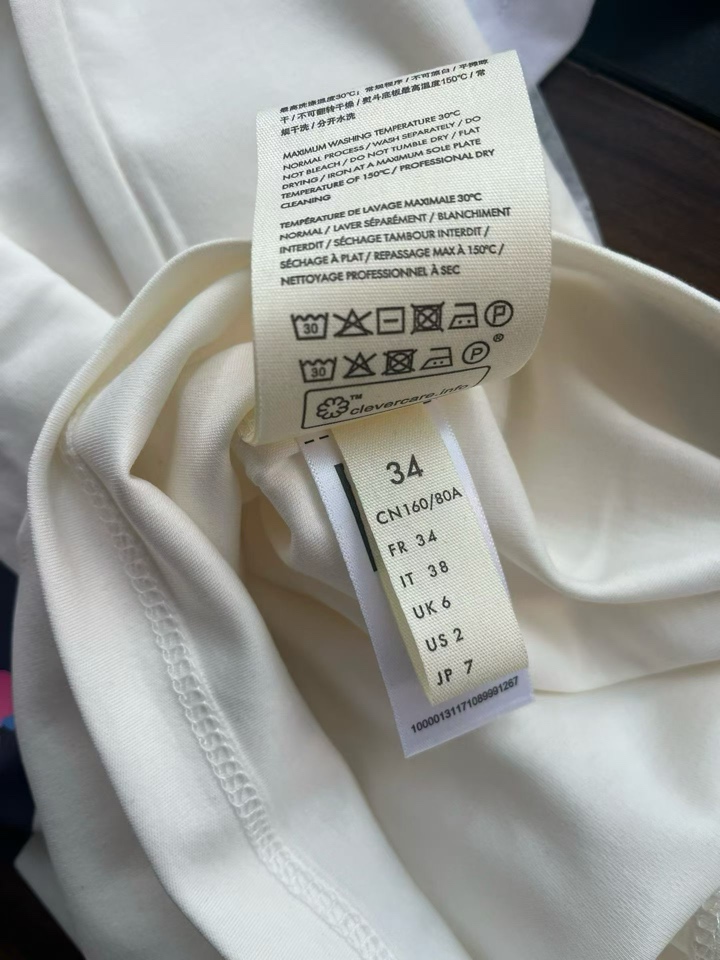 最高洗涤温度30℃；常规程序/不可漂白/平摊晾
干/不可翻转干燥/熨斗底板最高温度150℃/常
规干洗/分开水洗
MAXIMUM WASHING TEMPERATURE 30°C
NORMAL PROCESS / WASH SEPARATELY / DO
NOT BLEACH / DO NOT TUMBLE DRY / FLAT
DRYING / IRON AT A MAXIMUM SOLE PLATE
TEMPERATURE OF 150°C / PROFESSIONAL DRY
CLEANING
TEMPÉRATURE DE LAVAGE MAXIMALE 30°C
NORMAL / LAVER SÉPARÉMENT / BLANCHIMENT
INTERDIT / SÉCHAGE TAMBOUR INTERDIT /
SÉCHAGE À PLAT / REPASSAGE MAX À 150°C /
NETTOYAGE PROFESSIONNEL À SEC
30 P
30 P ®
™ clevercare.info
34
CN160/80A
FR 34
IT 38
UK 6
US 2
JP 7
10000131171089991267